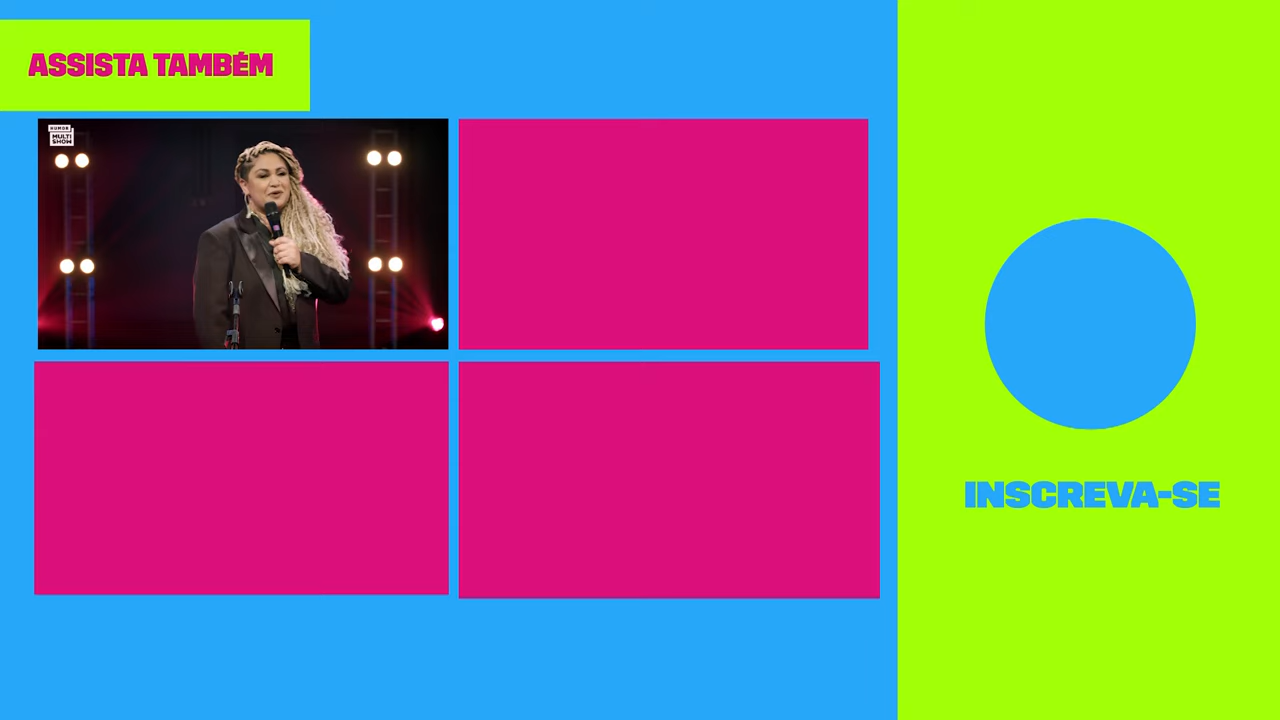 ASSISTA TAMBÉM
HUMOR
MULTI
SHOW
INSCREVA-SE